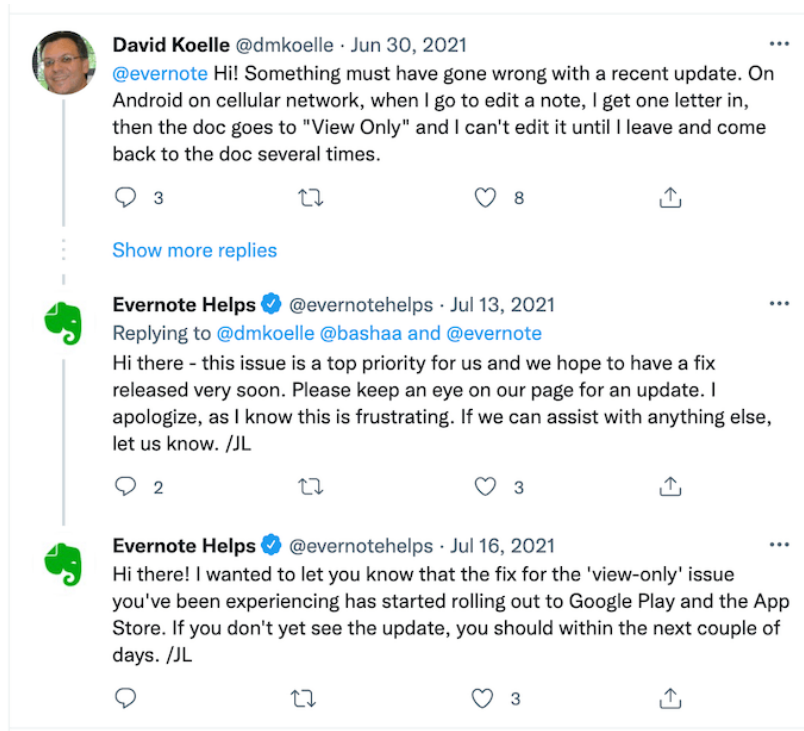 David Koelle @dmkoelle · Jun 30, 2021
@evernote Hi! Something must have gone wrong with a recent update. On
Android on cellular network, when I go to edit a note, I get one letter in,
then the doc goes to "View Only" and I can't edit it until I leave and come
back to the doc several times.
3 8
Show more replies
Evernote Helps @evernotehelps · Jul 13, 2021
Replying to @dmkoelle @bashaa and @evernote
Hi there - this issue is a top priority for us and we hope to have a fix
released very soon. Please keep an eye on our page for an update. I
apologize, as I know this is frustrating. If we can assist with anything else,
let us know. /JL
2 3
Evernote Helps @evernotehelps · Jul 16, 2021
Hi there! I wanted to let you know that the fix for the 'view-only' issue
you've been experiencing has started rolling out to Google Play and the App
Store. If you don't yet see the update, you should within the next couple of
days. /JL
3